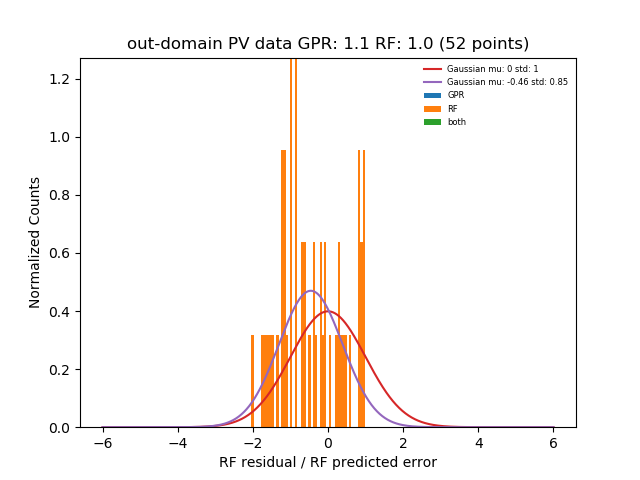 out-domain PV data GPR: 1.1 RF: 1.0 (52 points)
Gaussian mu: 0 std: 1
Gaussian mu: -0.46 std: 0.85
GPR
RF
both
Normalized Counts
1.2
1.0
0.8
0.6
0.4
0.2
0.0
−6 −4 −2 0 2 4 6
RF residual / RF predicted error